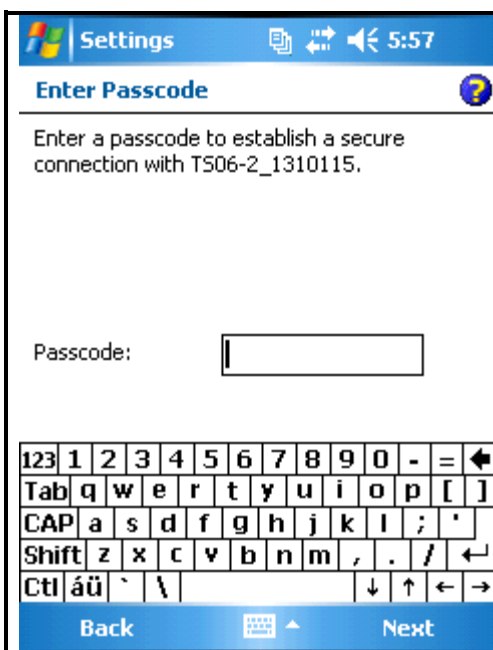 Settings 5:57
Enter Passcode
Enter a passcode to establish a secure
connection with TS06-2_1310115.
Passcode:
123 1 2 3 4 5 6 7 8 9 0 - =
Tab q w e r t y u i o p [ ]
CAP a s d f g h j k l ; '
Shift z x c v b n m , . /
Ctl áü ` \ ↓ ↑ ← →
Back Next